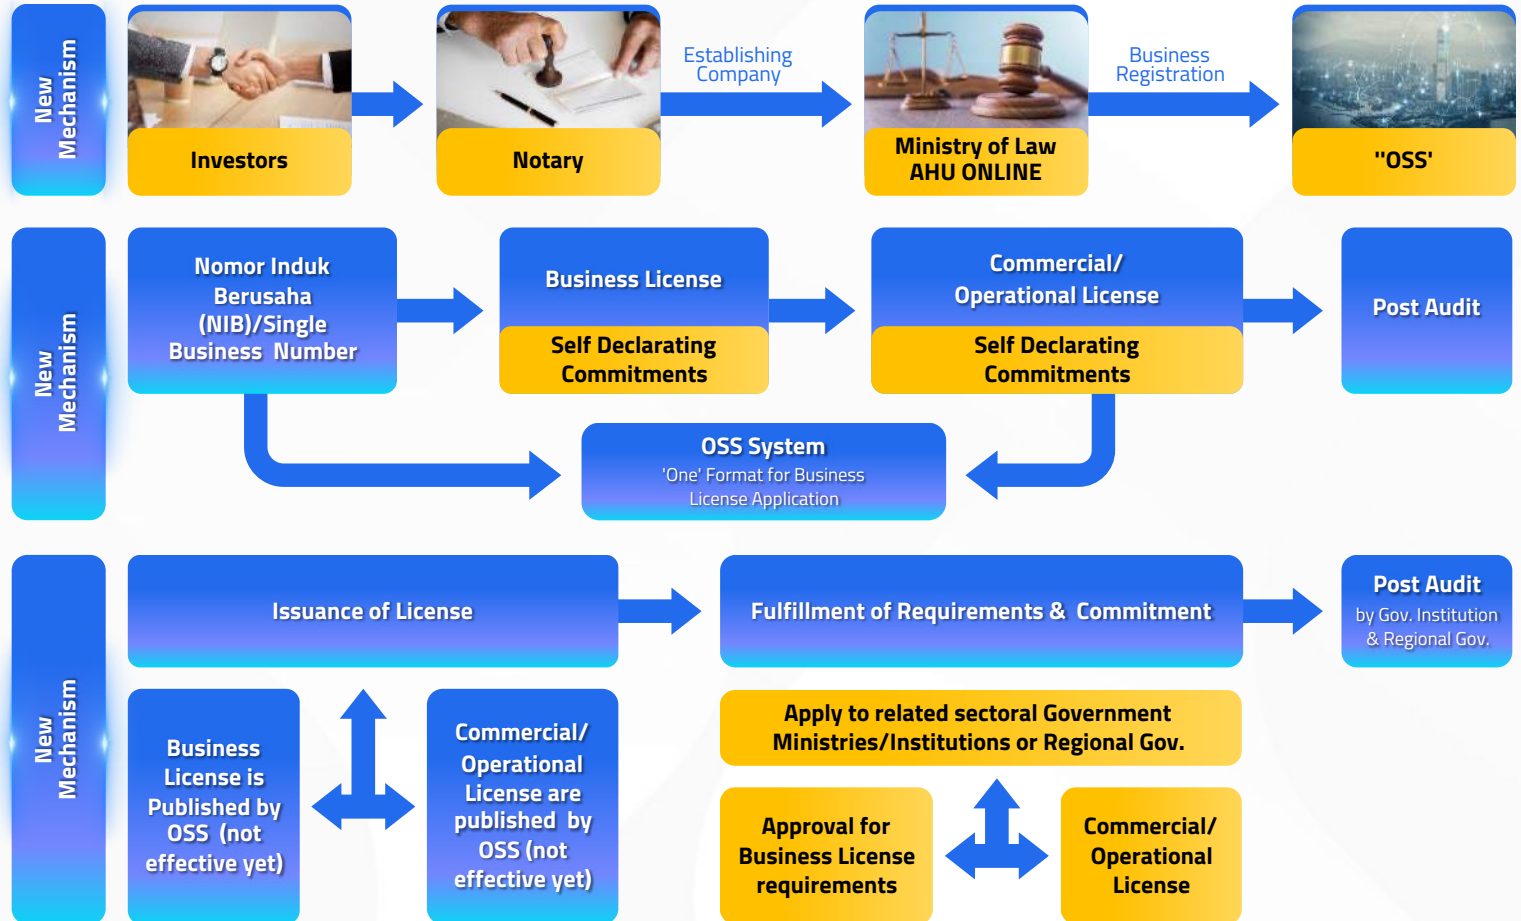 New
Mechanism
Investors
Notary
Establishing
Company
Ministry of Law
AHU ONLINE
Business
Registration
"OSS'
New
Mechanism
Nomor Induk
Berusaha
(NIB)/Single
Business Number
Business License
Self Declarating
Commitments
Commercial/
Operational License
Self Declarating
Commitments
Post Audit
OSS System
'One' Format for Business
License Application
New
Mechanism
Issuance of License
Fulfillment of Requirements & Commitment
Post Audit
by Gov. Institution
& Regional Gov.
Business
License is
Published by
OSS (not
effective yet)
Commercial/
Operational
License are
published by
OSS (not
effective yet)
Apply to related sectoral Government
Ministries/Institutions or Regional Gov.
Approval for
Business License
requirements
Commercial/
Operational
License